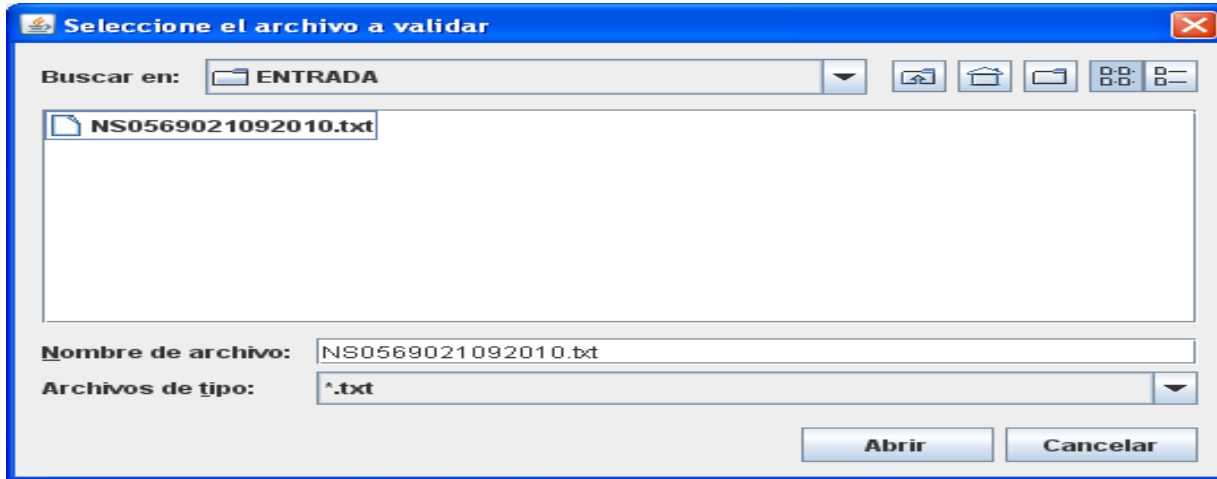 Seleccione el archivo a validar
Buscar en: ENTRADA
NS0569021092010.txt
Nombre de archivo: NS0569021092010.txt
Archivos de tipo: *.txt
Abrir Cancelar